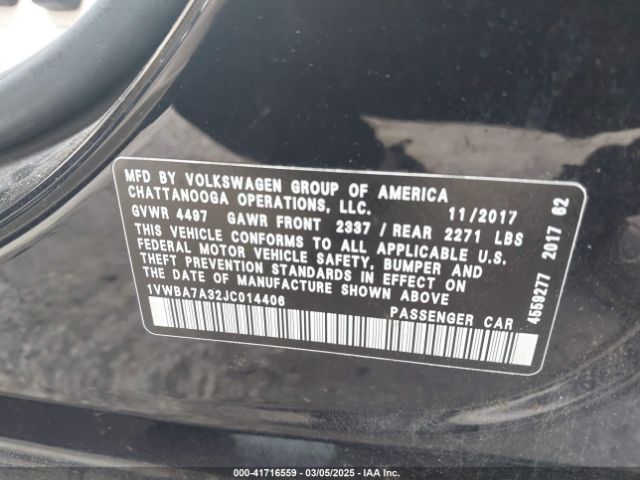 MFD BY VOLKSWAGEN GROUP OF AMERICA
CHATTANOOGA OPERATIONS, LLC. 11/2017
GVWR 4497 GAWR FRONT 2337 / REAR 2271 LBS
THIS VEHICLE CONFORMS TO ALL APPLICABLE U.S.
FEDERAL MOTOR VEHICLE SAFETY, BUMPER AND
THEFT PREVENTION STANDARDS IN EFFECT ON
THE DATE OF MANUFACTURE SHOWN ABOVE
1VWBA7A32JC014406
PASSENGER CAR
4559277 2017 62
000-41716559 — 03/05/2025 — IAA Inc.